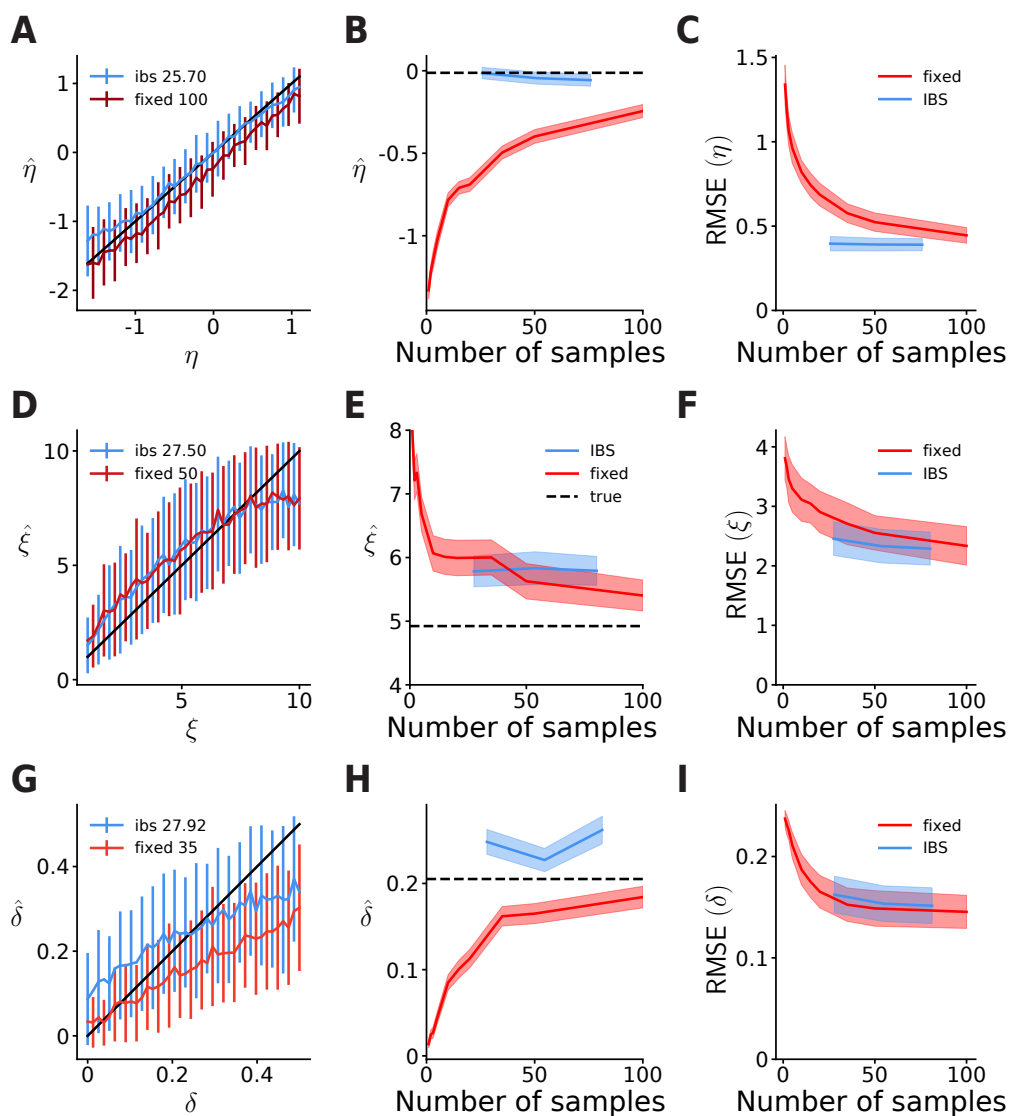 A
ibs 25.70
fixed 100
1
0
-1
-2
η̂
-1
0
1
η
B
0
-0.5
-1
η̂
0
50
100
Number of samples
C
fixed
IBS
1.5
1
0.5
0
RMSE (η)
0
50
100
Number of samples
D
ibs 27.50
fixed 50
10
5
0
ξ̂
5
10
ξ
E
IBS
fixed
true
8
7
6
5
4
ξ̂
0
50
100
Number of samples
F
fixed
IBS
4
3
2
1
0
RMSE (ξ)
0
50
100
Number of samples
G
ibs 27.92
fixed 35
0.4
0.2
0
δ̂
0
0.2
0.4
δ
H
0.2
0.1
0
δ̂
0
50
100
Number of samples
I
fixed
IBS
0.2
0.1
0
RMSE (δ)
0
50
100
Number of samples